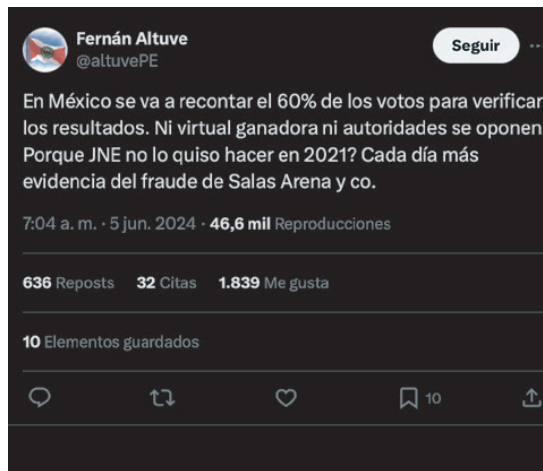 Fernán Altuve
@altuvePE
Seguir
En México se va a recontar el 60% de los votos para verificar
los resultados. Ni virtual ganadora ni autoridades se oponen
Porque JNE no lo quiso hacer en 2021? Cada día más
evidencia del fraude de Salas Arena y co.
7:04 a. m. · 5 jun. 2024 · 46,6 mil Reproducciones
636 Reposts 32 Citas 1.839 Me gusta
10 Elementos guardados
10